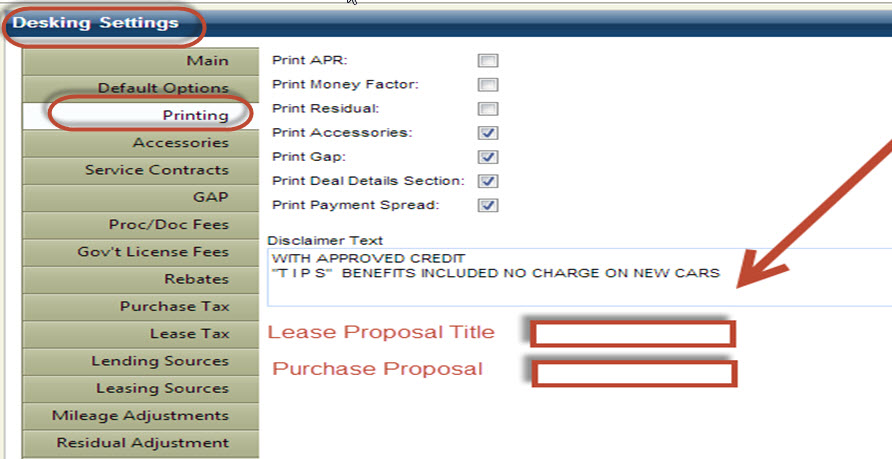 Desking Settings
Main
Default Options
Printing
Accessories
Service Contracts
GAP
Proc/Doc Fees
Gov't License Fees
Rebates
Purchase Tax
Lease Tax
Lending Sources
Leasing Sources
Mileage Adjustments
Residual Adjustment
Print APR:
Print Money Factor:
Print Residual:
Print Accessories:
Print Gap:
Print Deal Details Section:
Print Payment Spread:
Disclaimer Text
WITH APPROVED CREDIT
"T I P S" BENEFITS INCLUDED NO CHARGE ON NEW CARS
Lease Proposal Title
Purchase Proposal